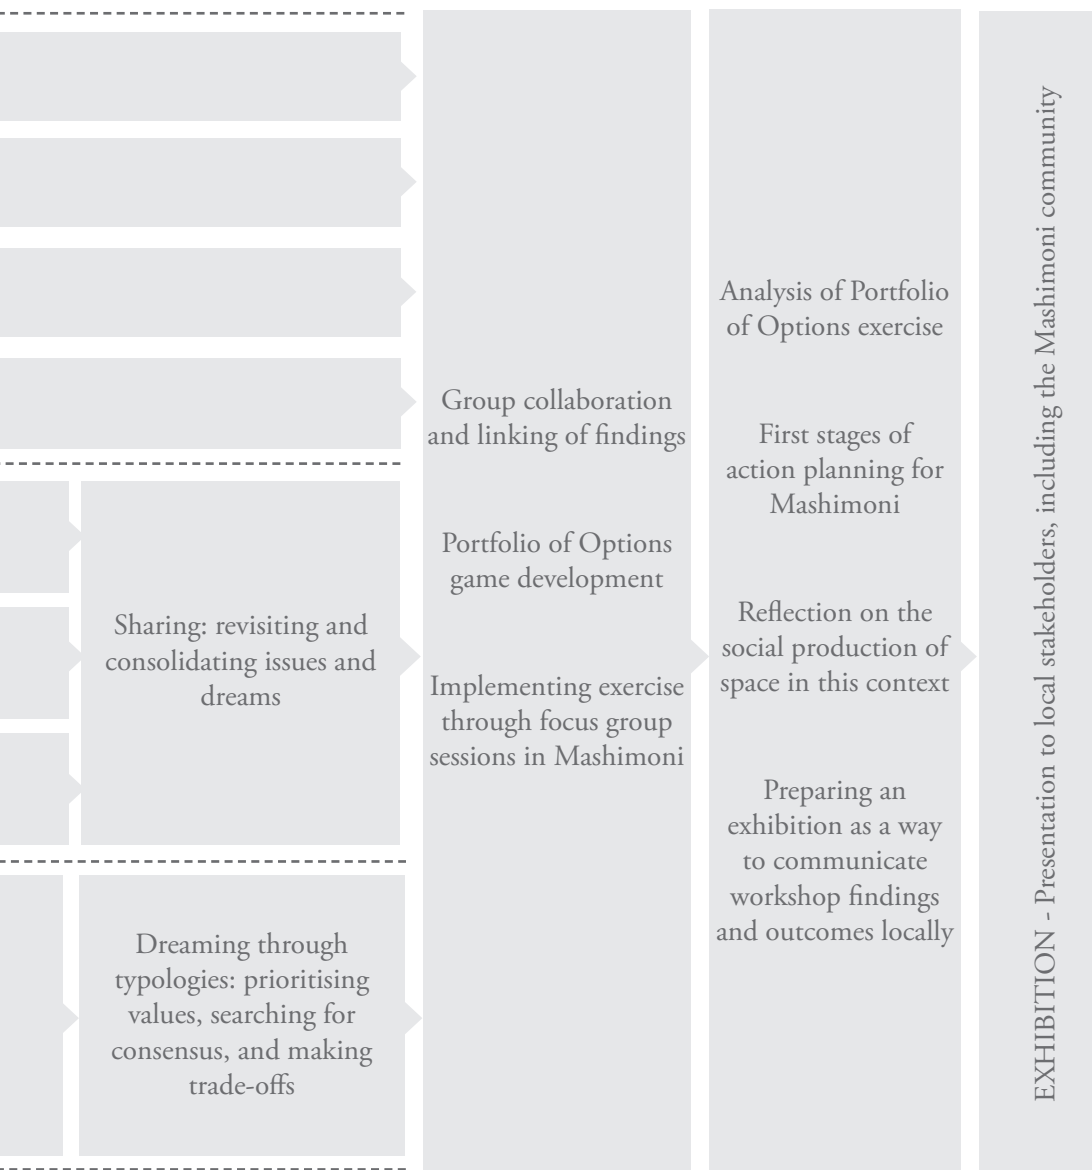 Sharing: revisiting and
consolidating issues and
dreams
Dreaming through
typologies: prioritising
values, searching for
consensus, and making
trade-offs
Group collaboration
and linking of findings
Portfolio of Options
game development
Implementing exercise
through focus group
sessions in Mashimoni
Analysis of Portfolio
of Options exercise
First stages of
action planning for
Mashimoni
Reflection on the
social production of
space in this context
Preparing an
exhibition as a way
to communicate
workshop findings
and outcomes locally
EXHIBITION - Presentation to local stakeholders, including the Mashimoni community